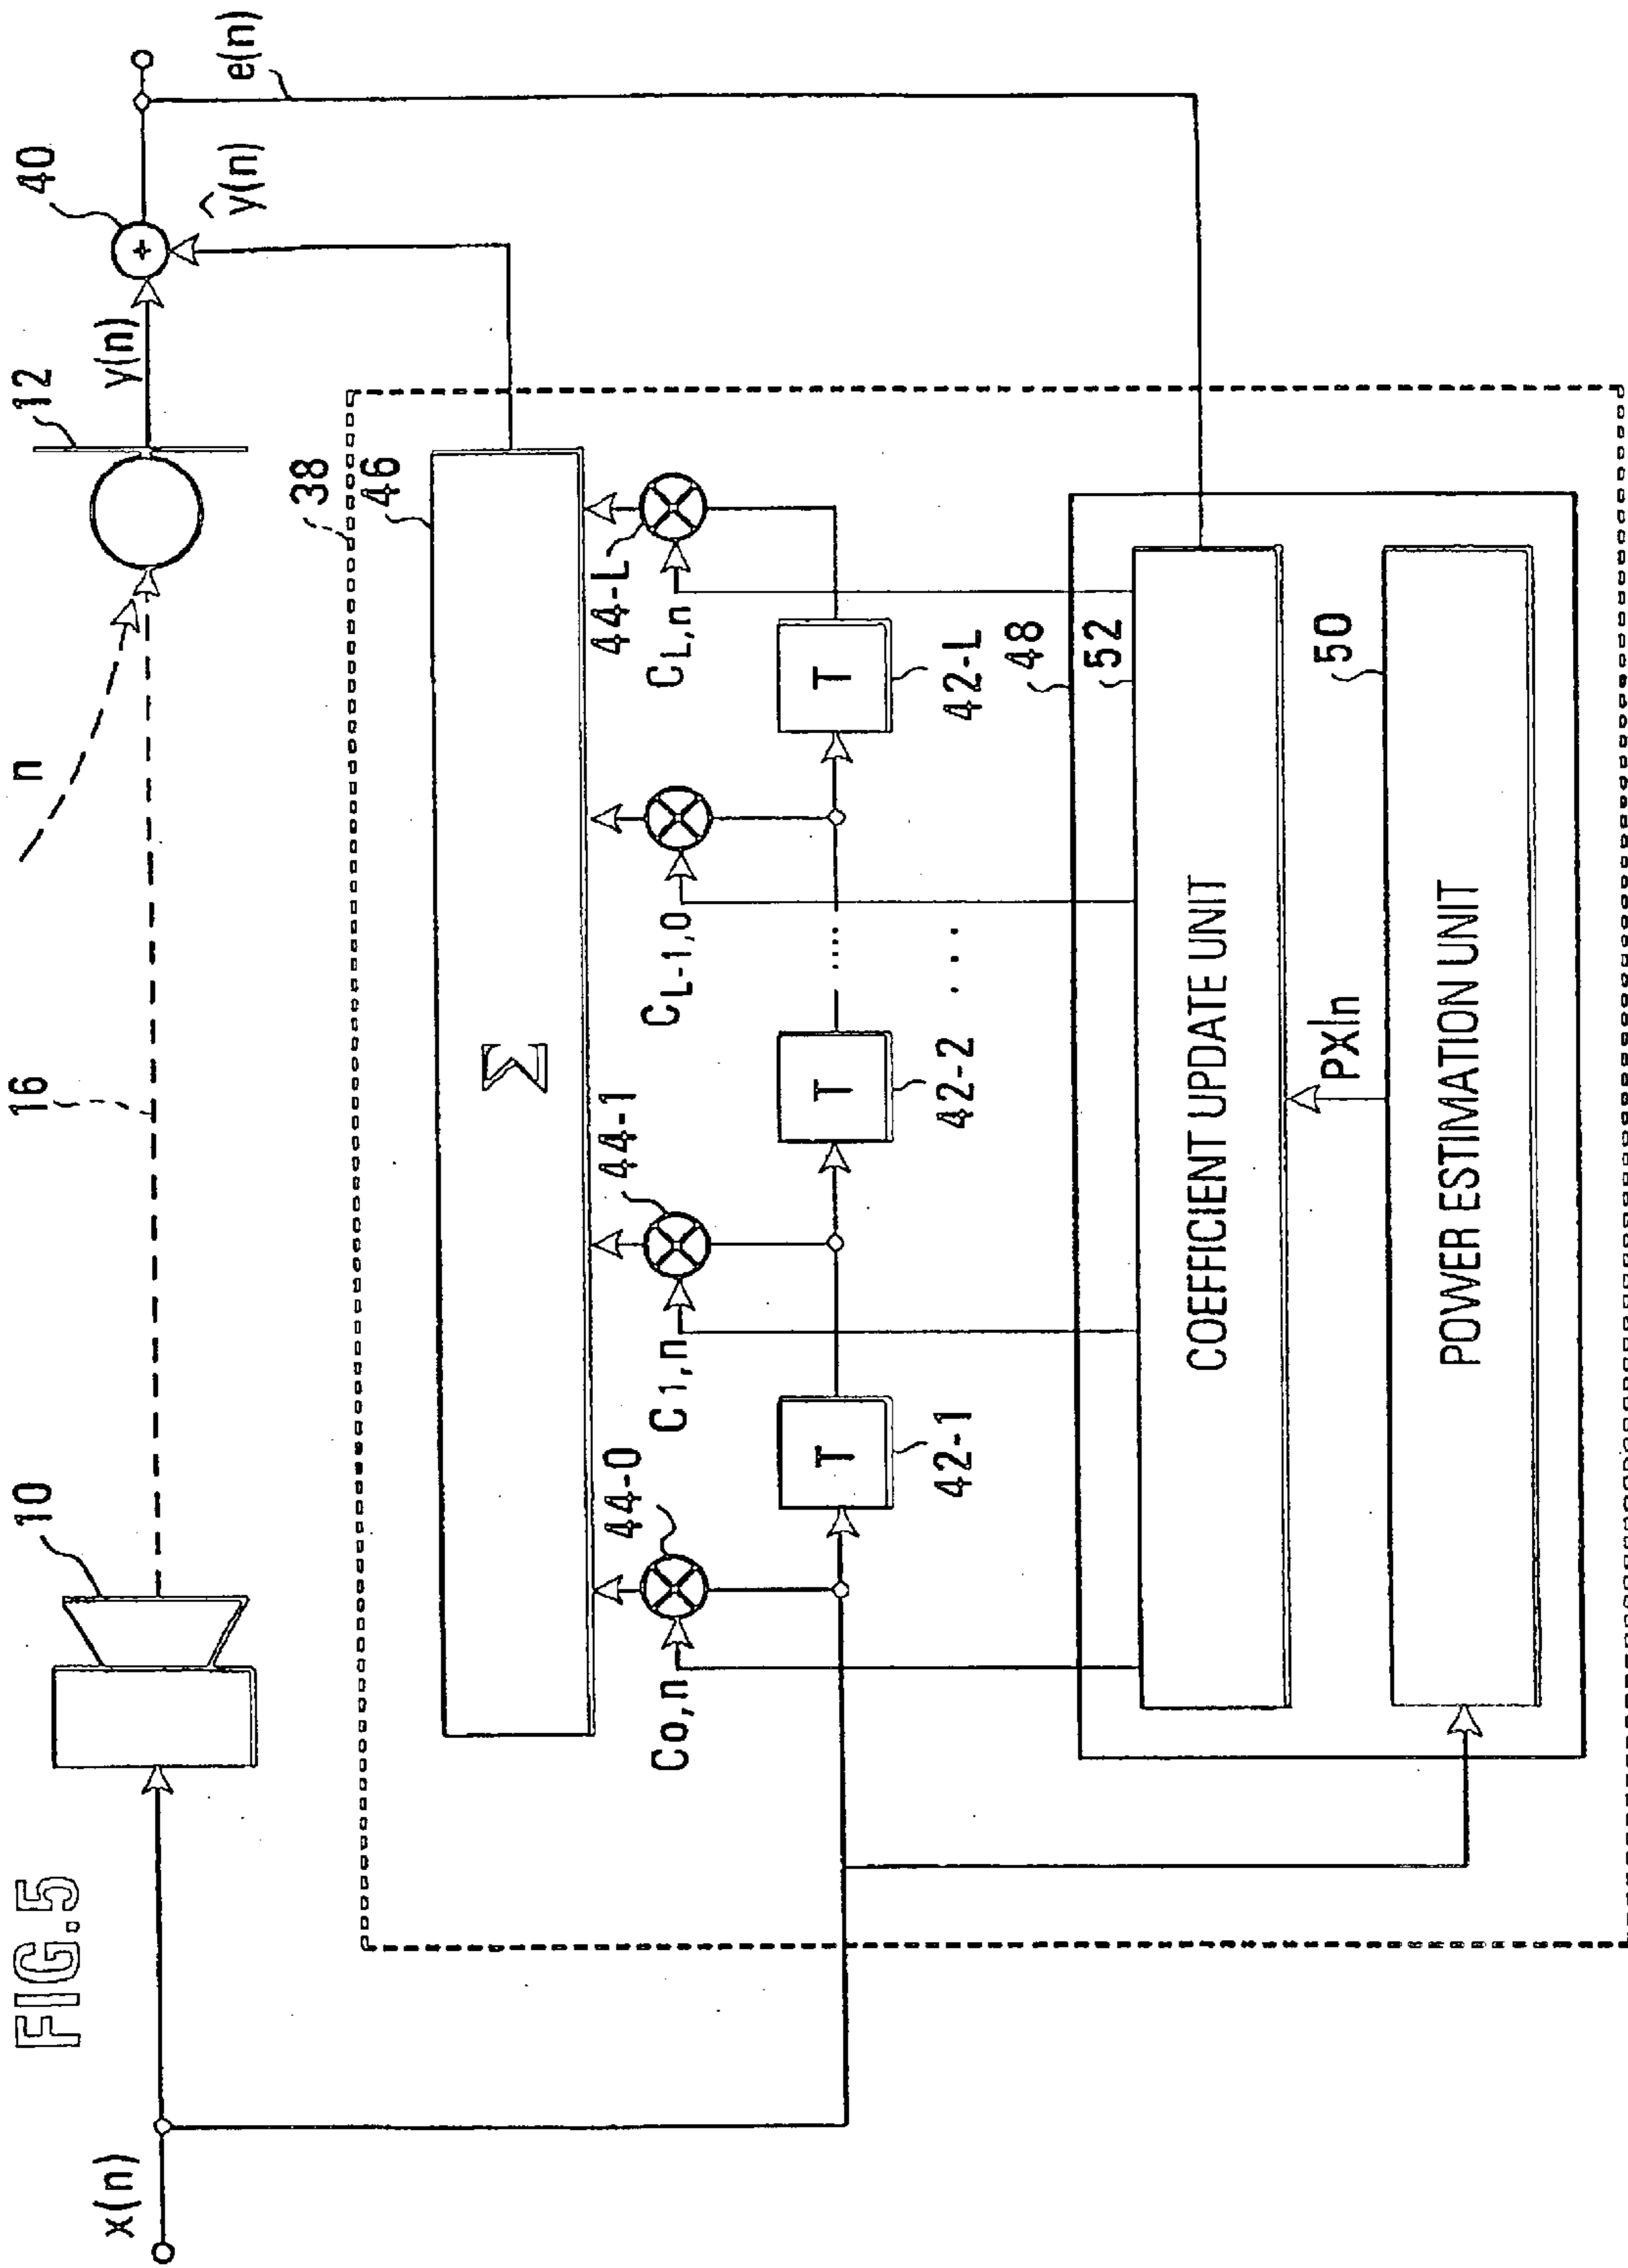 FIG.5
x(n)
10
16
n
12
y(n)
40
ŷ(n)
e(n)
38
46
Σ
44-0
44-1
44-L
C0,n
C1,n
CL-1,0
CL,n
T
T
T
42-1
42-2
42-L
....
....
48
52
COEFFICIENT UPDATE UNIT
Px|n
50
POWER ESTIMATION UNIT